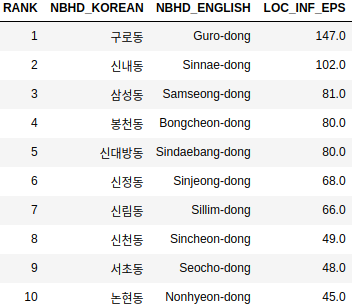 RANK NBHD_KOREAN NBHD_ENGLISH LOC_INF_EPS
1 구로동 Guro-dong 147.0
2 신내동 Sinnae-dong 102.0
3 삼성동 Samseong-dong 81.0
4 봉천동 Bongcheon-dong 80.0
5 신대방동 Sindaebang-dong 80.0
6 신정동 Sinjeong-dong 68.0
7 신림동 Sillim-dong 66.0
8 신천동 Sincheon-dong 49.0
9 서초동 Seocho-dong 48.0
10 논현동 Nonhyeon-dong 45.0